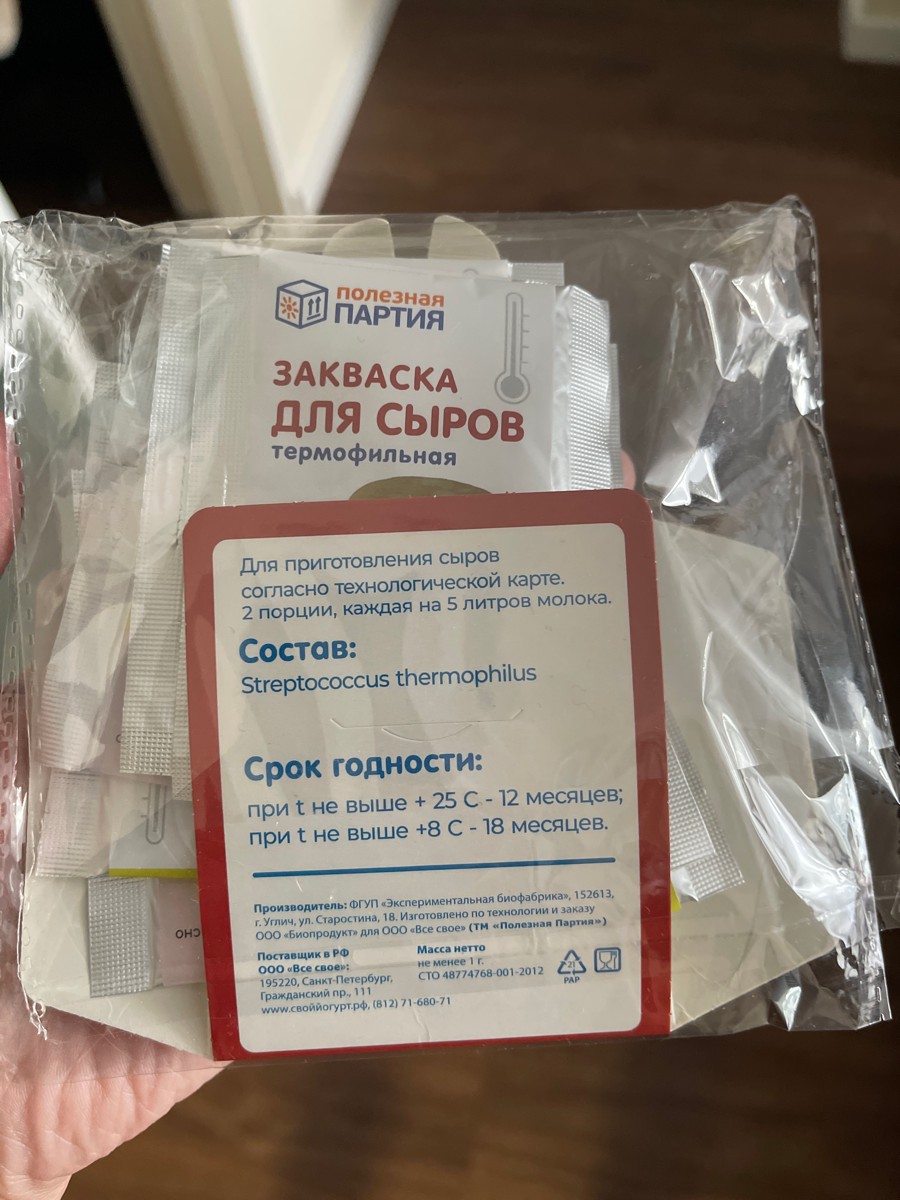 полезная
ПАРТИЯ
ЗАКВАСКА
ДЛЯ СЫРОВ
термофильная
Для приготовления сыров
согласно технологической карте.
2 порции, каждая на 5 литров молока.
Состав:
Streptococcus thermophilus
Срок годности:
при t не выше + 25 С - 12 месяцев;
при t не выше +8 С - 18 месяцев.
Производитель: ФГУП «Экспериментальная биофабрика», 152613,
г. Углич, ул. Старостина, 18. Изготовлено по технологии и заказу
ООО «Биопродукт» для ООО «Все свое» (ТМ «Полезная Партия»)
Поставщик в РФ
ООО «Все свое»:
195220, Санкт-Петербург,
Гражданский пр., 111
www.своййогурт.рф, (812) 71-680-71
Масса нетто
не менее 1 г.
СТО 48774768-001-2012
21
PAP